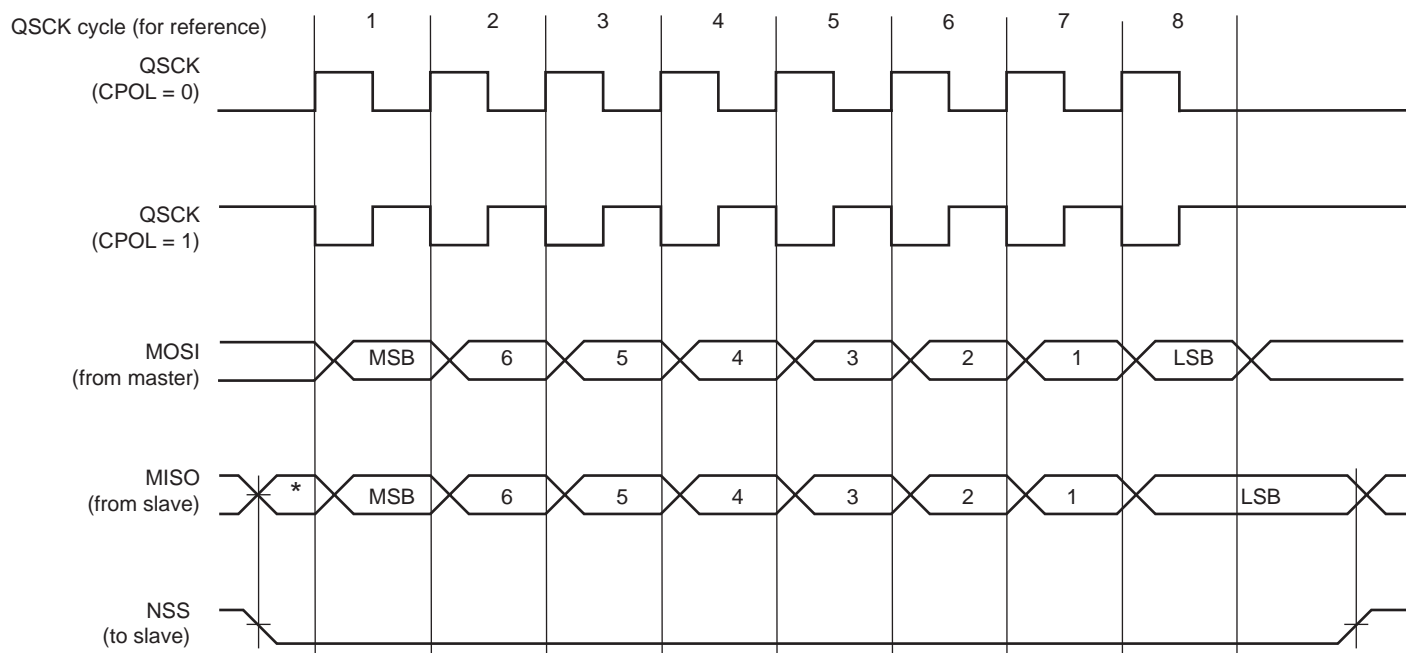 QSCK cycle (for reference) 1 2 3 4 5 6 7 8
QSCK
(CPOL = 0)
QSCK
(CPOL = 1)
MOSI
(from master)
MSB 6 5 4 3 2 1 LSB
MISO
(from slave)
* MSB 6 5 4 3 2 1 LSB
NSS
(to slave)